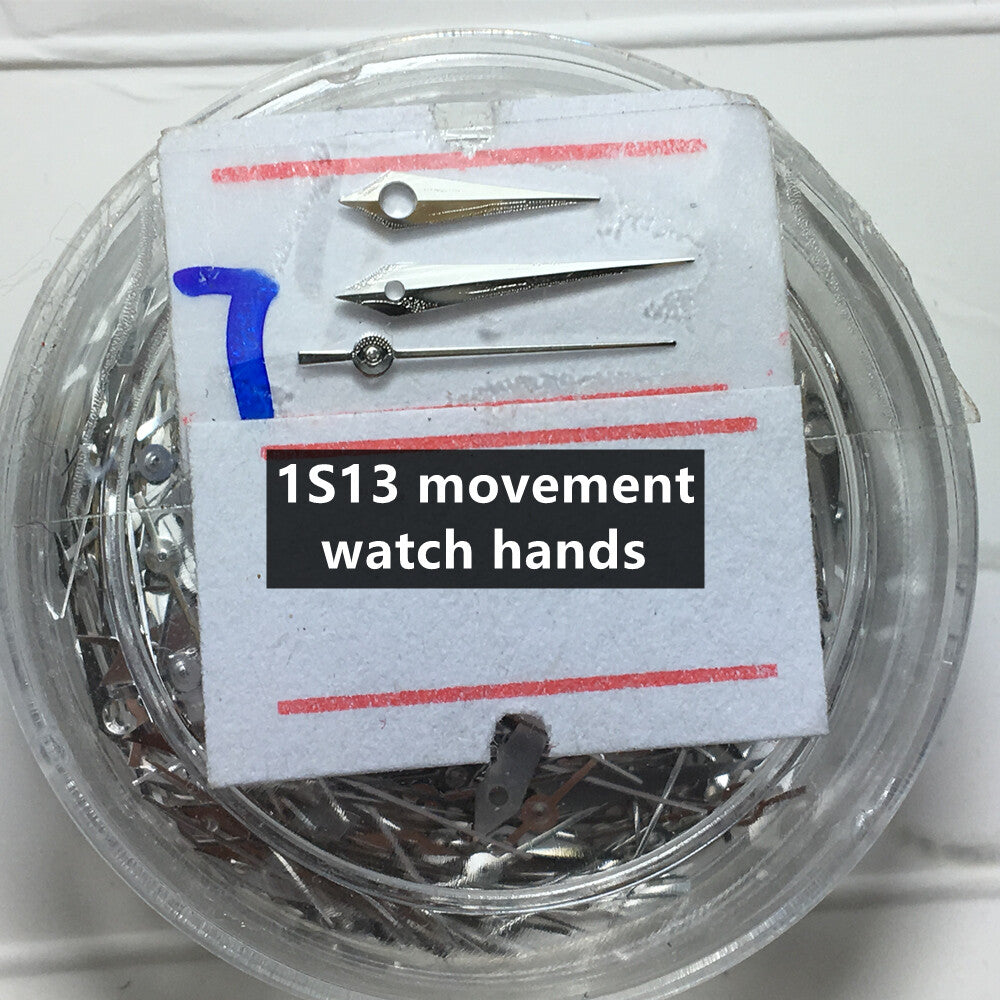 7
1S13 movement
watch hands